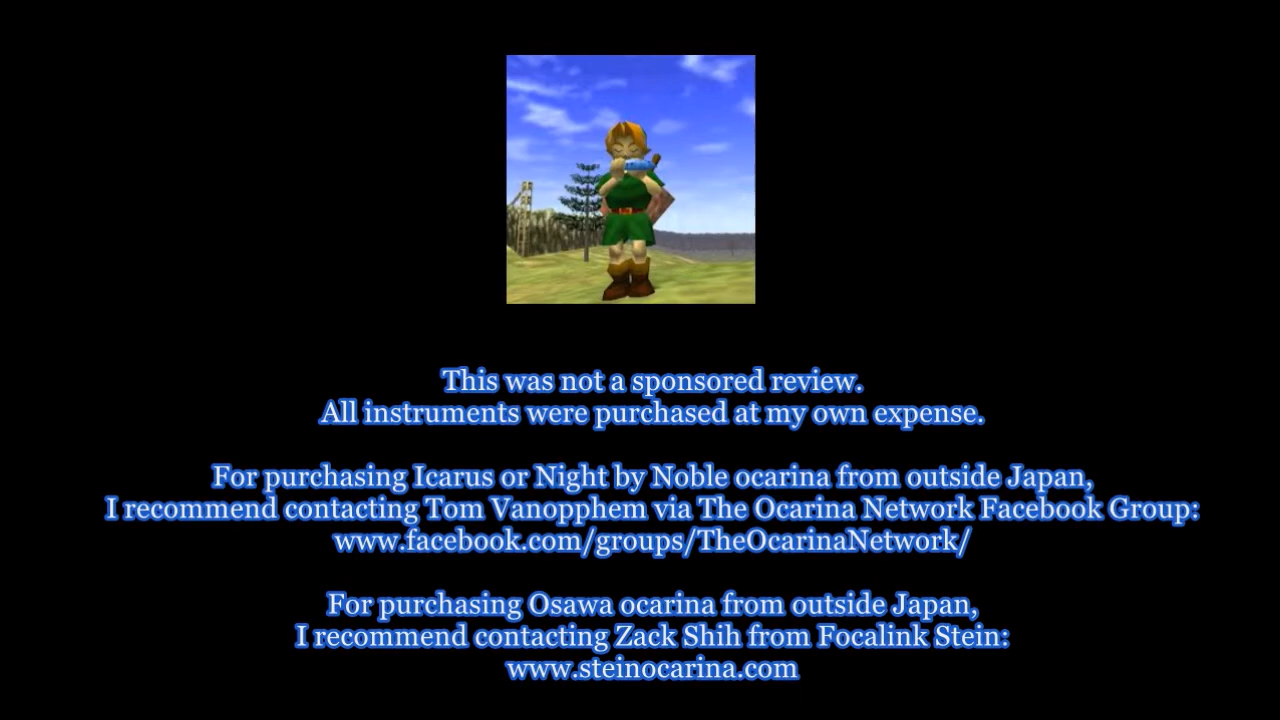 This was not a sponsored review.
All instruments were purchased at my own expense.
For purchasing Icarus or Night by Noble ocarina from outside Japan,
I recommend contacting Tom Vanopphem via The Ocarina Network Facebook Group:
www.facebook.com/groups/TheOcarinaNetwork/
For purchasing Osawa ocarina from outside Japan,
I recommend contacting Zack Shih from Focalink Stein:
www.steinocarina.com